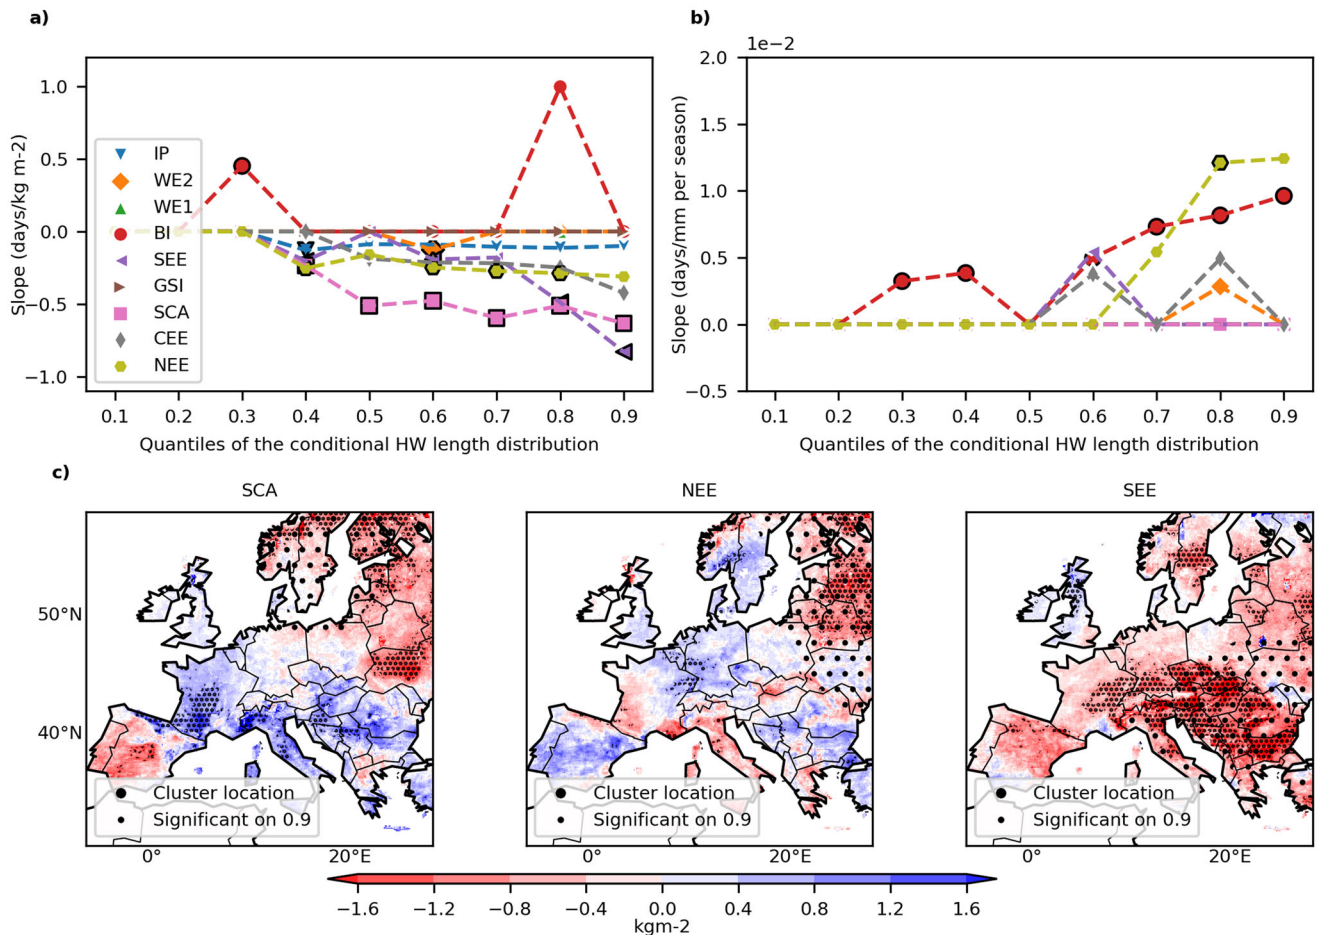 a)
b)
1e−2
Slope (days/kg m-2)
1.0
0.5
0.0
−0.5
−1.0
IP
WE2
WE1
BI
SEE
GSI
SCA
CEE
NEE
0.1 0.2 0.3 0.4 0.5 0.6 0.7 0.8 0.9
Quantiles of the conditional HW length distribution
Slope (days/mm per season)
2.0
1.5
1.0
0.5
0.0
−0.5
0.1 0.2 0.3 0.4 0.5 0.6 0.7 0.8 0.9
Quantiles of the conditional HW length distribution
c)
SCA
NEE
SEE
50°N
40°N
Cluster location
Significant on 0.9
Cluster location
Significant on 0.9
Cluster location
Significant on 0.9
0° 20°E
0° 20°E
0° 20°E
−1.6 −1.2 −0.8 −0.4 0.0 0.4 0.8 1.2 1.6
kgm-2